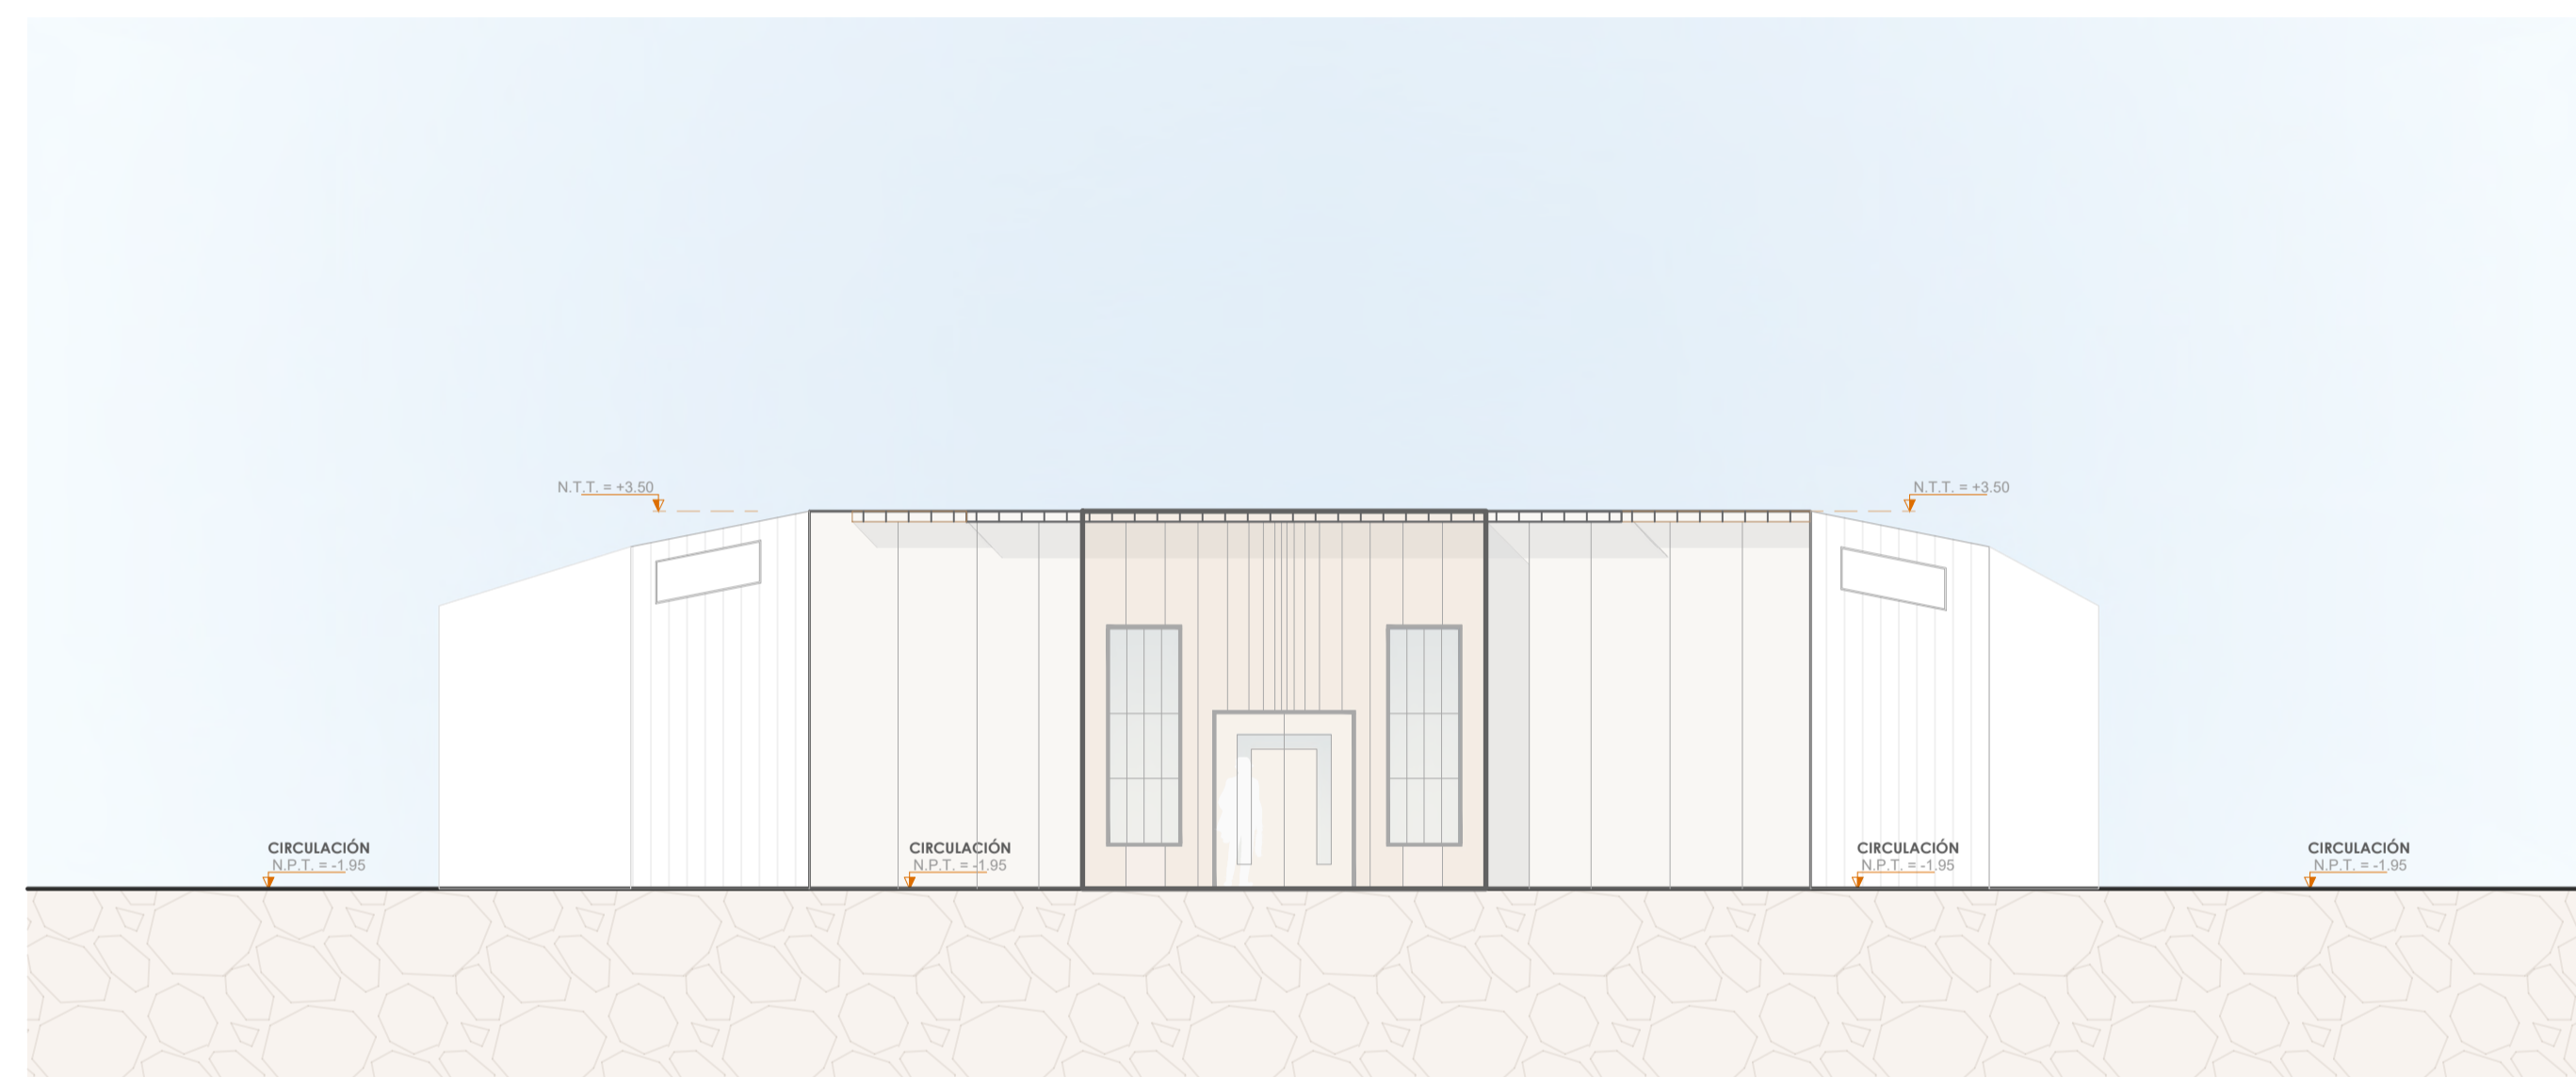 N.T.T. = +3.50
N.T.T. = +3.50
CIRCULACIÓN
N.P.T. = -1.95
CIRCULACIÓN
N.P.T. = -1.95
CIRCULACIÓN
N.P.T. = -1.95
CIRCULACIÓN
N.P.T. = -1.95